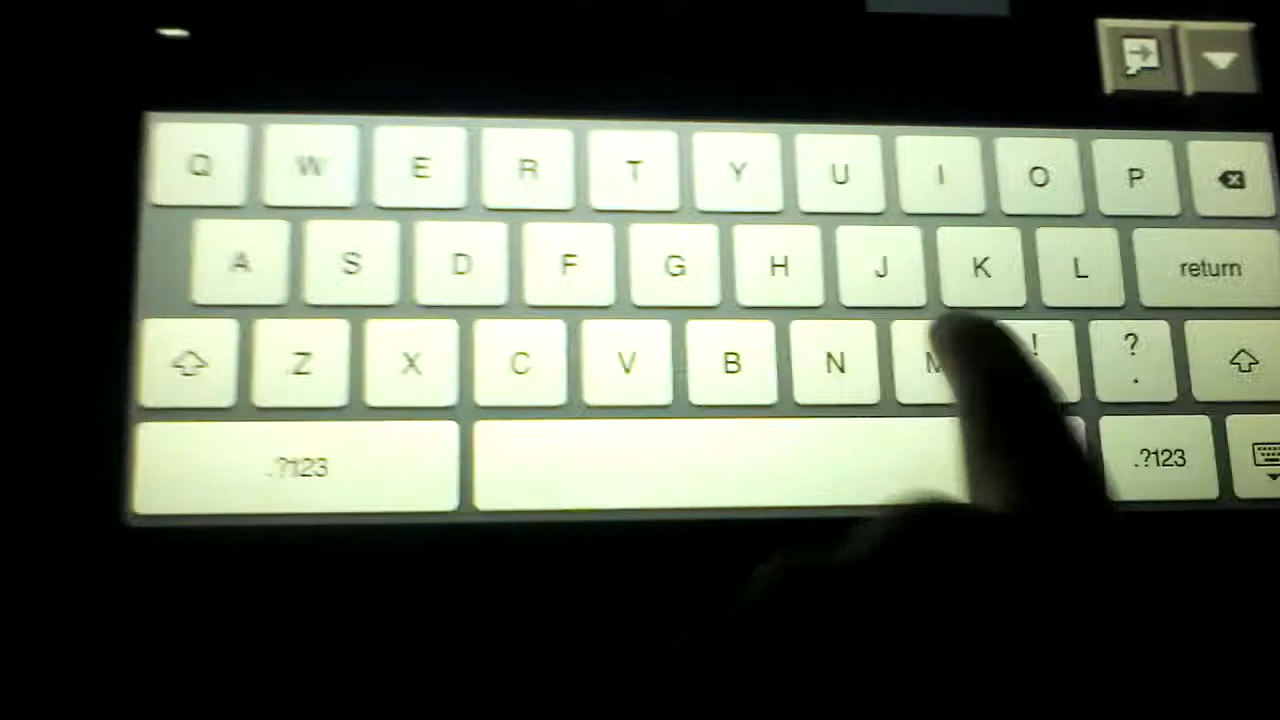 Q W E R T Y U I O P
A S D F G H J K L return
Z X C V B N M ! ? .
.?123 .?123